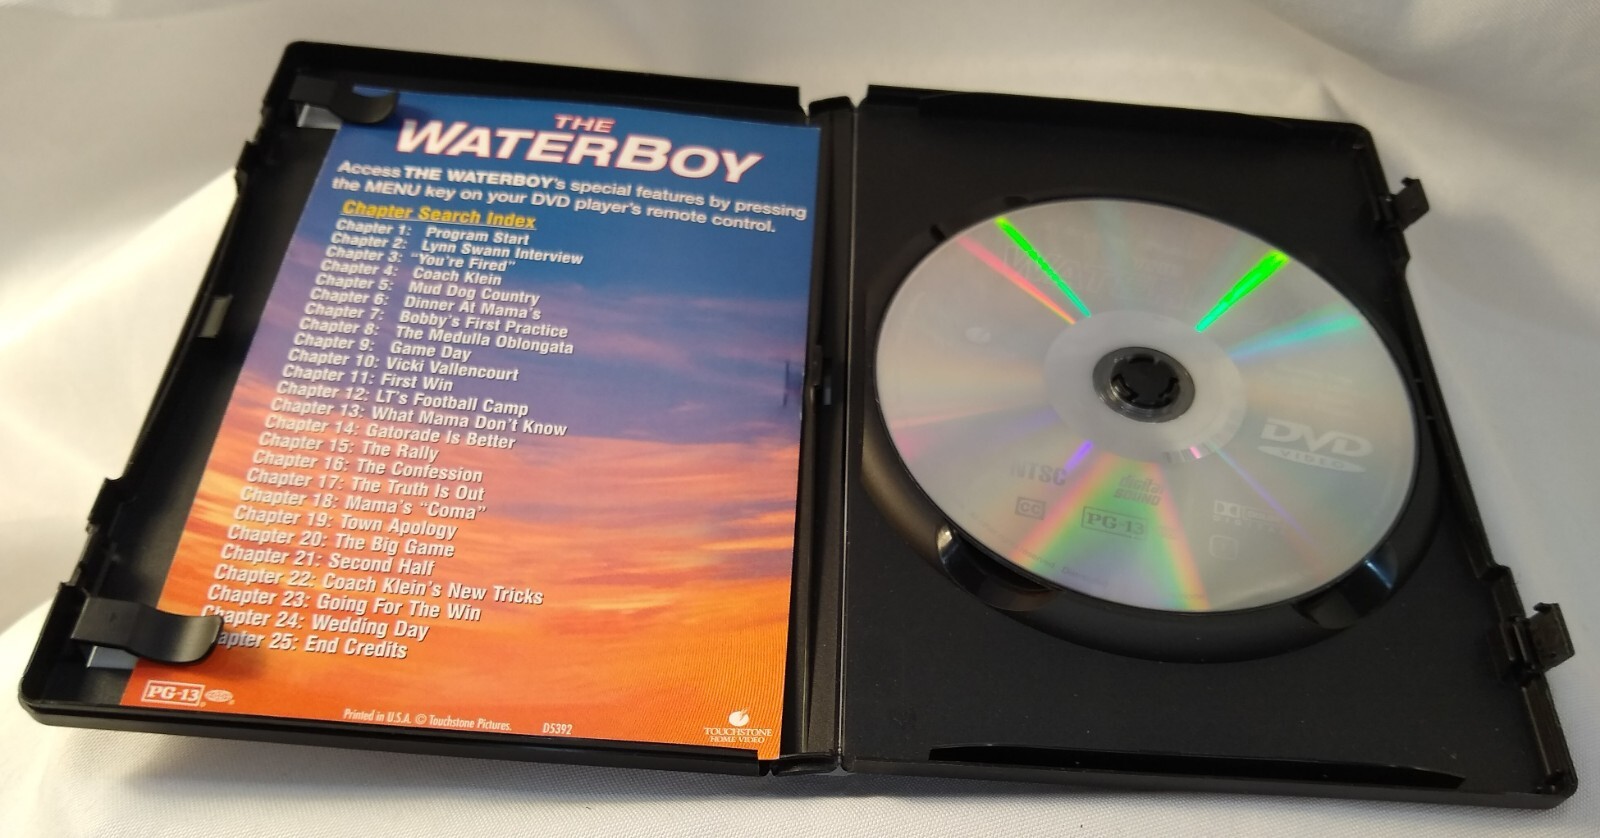 THE
WATERBOY
Access THE WATERBOY's special features by pressing
the MENU key on your DVD player's remote control.
Chapter Search Index
Chapter 1: Program Start
Chapter 2: Lynn Swann Interview
Chapter 3: "You're Fired"
Chapter 4: Coach Klein
Chapter 5: Mud Dog Country
Chapter 6: Dinner At Mama's
Chapter 7: Bobby's First Practice
Chapter 8: The Medulla Oblongata
Chapter 9: Game Day
Chapter 10: Vicki Vallencourt
Chapter 11: First Win
Chapter 12: LT's Football Camp
Chapter 13: What Mama Don't Know
Chapter 14: Gatorade Is Better
Chapter 15: The Rally
Chapter 16: The Confession
Chapter 17: The Truth Is Out
Chapter 18: Mama's "Coma"
Chapter 19: Town Apology
Chapter 20: The Big Game
Chapter 21: Second Half
Chapter 22: Coach Klein's New Tricks
Chapter 23: Going For The Win
Chapter 24: Wedding Day
apter 25: End Credits
PG-13
Printed in U.S.A. © Touchstone Pictures. DS392
TOUCHSTONE
HOME VIDEO
DVD
VIDEO
NTSC
digital
SOUND
CC
PG-13